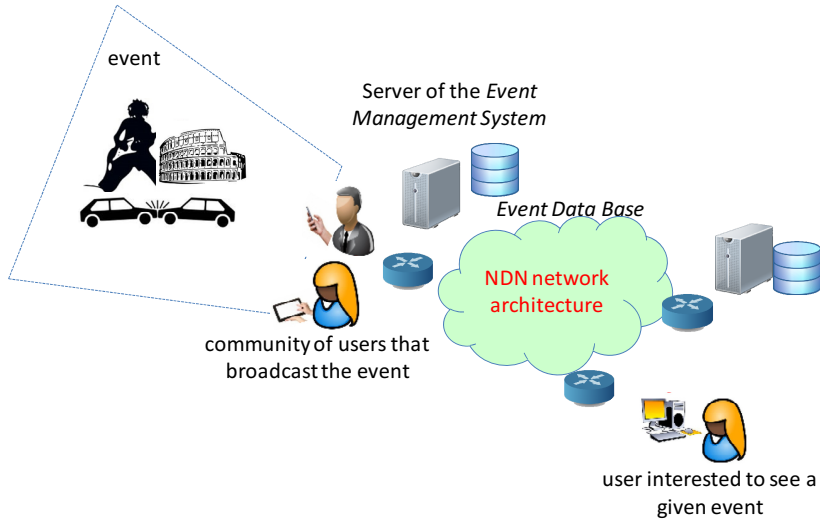 event
Server of the Event
Management System
Event Data Base
NDN network
architecture
community of users that
broadcast the event
user interested to see a
given event